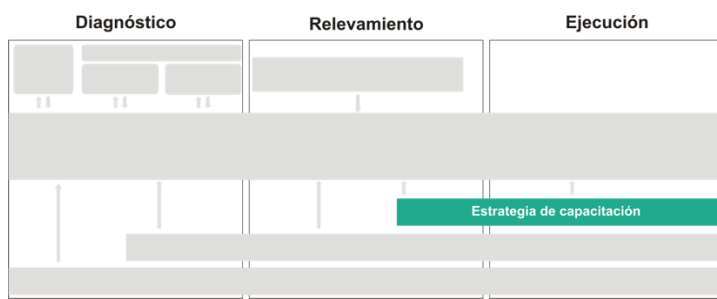 Diagnóstico
Relevamiento
Ejecución
Estrategia de capacitación